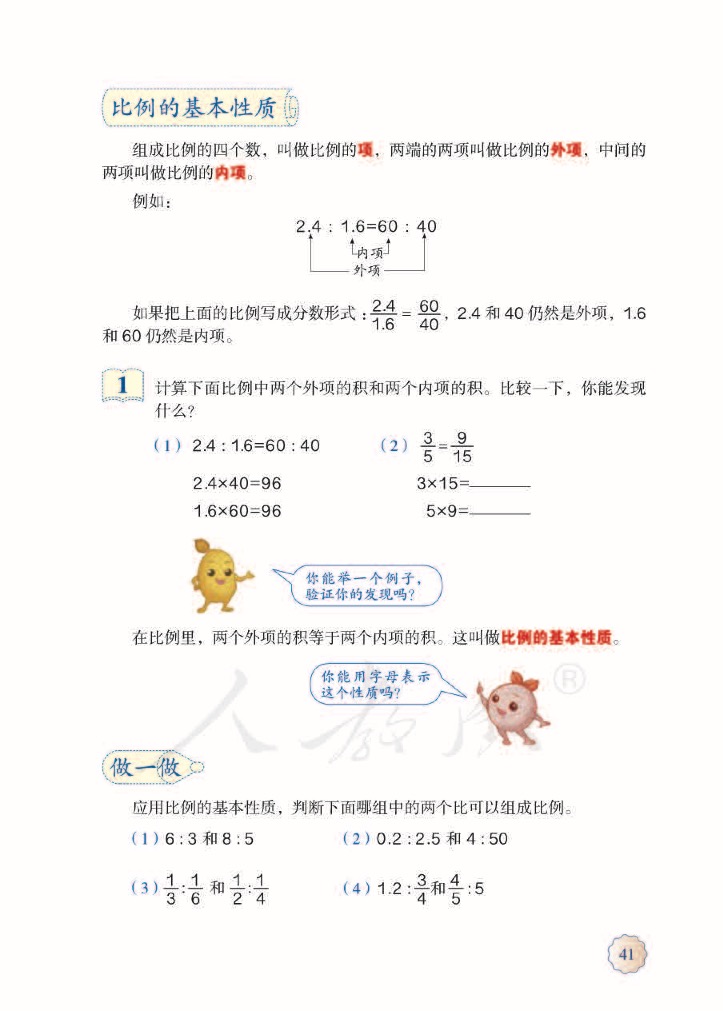 比例的基本性质
组成比例的四个数，叫做比例的项，两端的两项叫做比例的外项，中间的
两项叫做比例的内项。
例如：
2.4 : 1.6=60 : 40
内项
外项
如果把上面的比例写成分数形式：2.4/1.6 = 60/40，2.4 和 40 仍然是外项，1.6
和 60 仍然是内项。
1 计算下面比例中两个外项的积和两个内项的积。比较一下，你能发现
什么？
（1）2.4 : 1.6=60 : 40 （2）3/5=9/15
2.4×40=96 3×15=______
1.6×60=96 5×9=______
你能举一个例子，
验证你的发现吗？
在比例里，两个外项的积等于两个内项的积。这叫做比例的基本性质。
你能用字母表示
这个性质吗？
人教版®
做一做
应用比例的基本性质，判断下面哪组中的两个比可以组成比例。
（1）6 : 3 和 8 : 5 （2）0.2 : 2.5 和 4 : 50
（3）1/3 : 1/6 和 1/2 : 1/4 （4）1.2 : 3/4 和 4/5 : 5
41